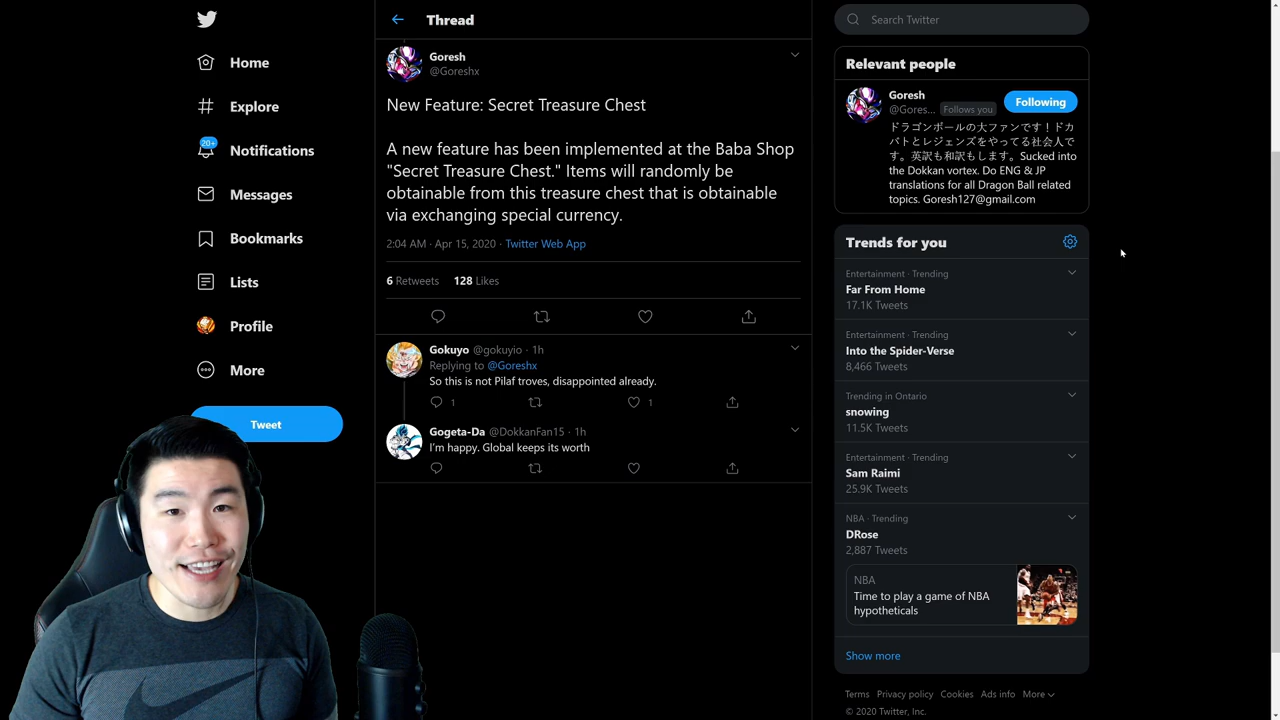 Home
Explore
20+
Notifications
Messages
Bookmarks
Lists
Profile
More
Tweet
Thread
Goresh
@Goreshx
New Feature: Secret Treasure Chest
A new feature has been implemented at the Baba Shop
"Secret Treasure Chest." Items will randomly be
obtainable from this treasure chest that is obtainable
via exchanging special currency.
2:04 AM · Apr 15, 2020 · Twitter Web App
6 Retweets 128 Likes
Gokuyo @gokuyio · 1h
Replying to @Goreshx
So this is not Pilaf troves, disappointed already.
1
1
Gogeta-Da @DokkanFan15 · 1h
I'm happy. Global keeps its worth
Search Twitter
Relevant people
Goresh
@Gores... Follows you
Following
ドラゴンボールの大ファンです！ドカ
バトとレジェンズをやってる社会人で
す。英訳も和訳もします。Sucked into
the Dokkan vortex. Do ENG & JP
translations for all Dragon Ball related
topics. Goresh127@gmail.com
Trends for you
Entertainment · Trending
Far From Home
17.1K Tweets
Entertainment · Trending
Into the Spider-Verse
8,466 Tweets
Trending in Ontario
snowing
11.5K Tweets
Entertainment · Trending
Sam Raimi
25.9K Tweets
NBA · Trending
DRose
2,887 Tweets
NBA
Time to play a game of NBA
hypotheticals
Show more
Terms Privacy policy Cookies Ads info More
© 2020 Twitter, Inc.